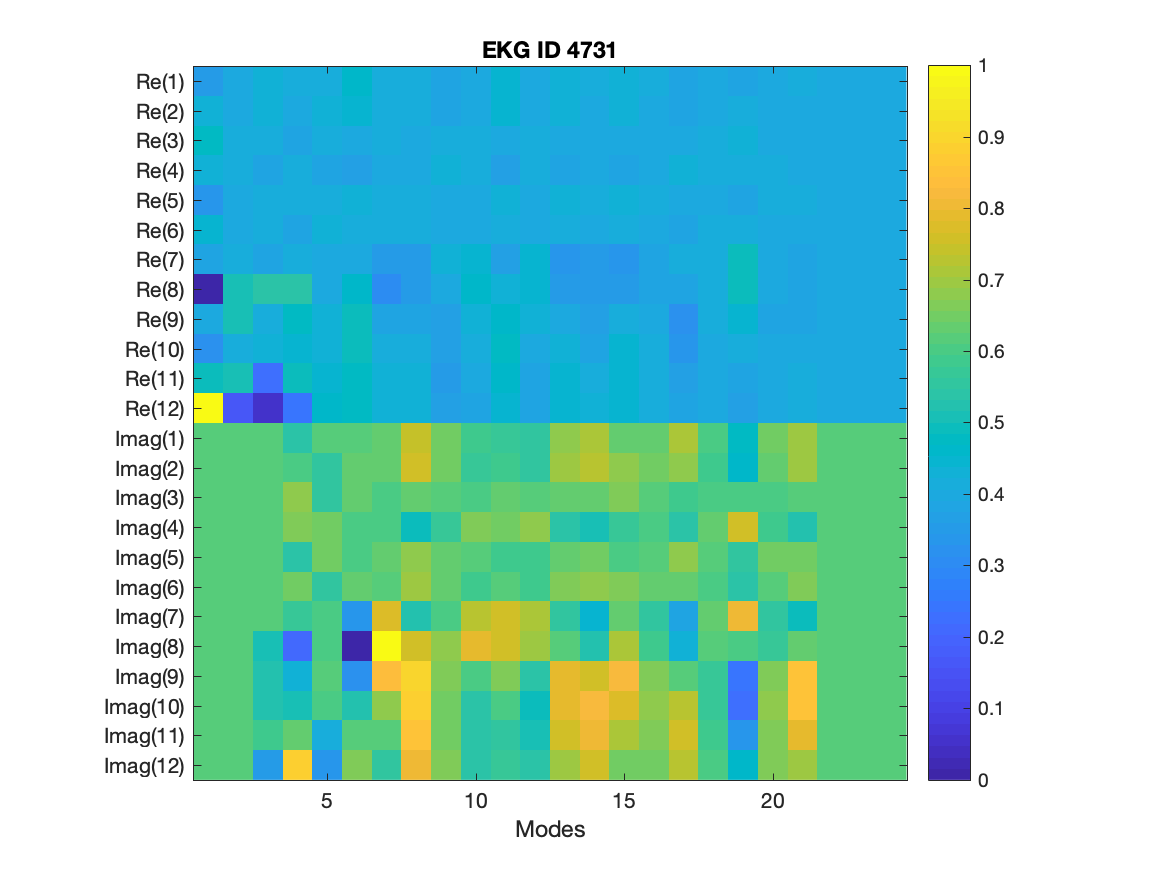 EKG ID 4731
Re(1)
Re(2)
Re(3)
Re(4)
Re(5)
Re(6)
Re(7)
Re(8)
Re(9)
Re(10)
Re(11)
Re(12)
Imag(1)
Imag(2)
Imag(3)
Imag(4)
Imag(5)
Imag(6)
Imag(7)
Imag(8)
Imag(9)
Imag(10)
Imag(11)
Imag(12)
5 10 15 20
Modes
1
0.9
0.8
0.7
0.6
0.5
0.4
0.3
0.2
0.1
0